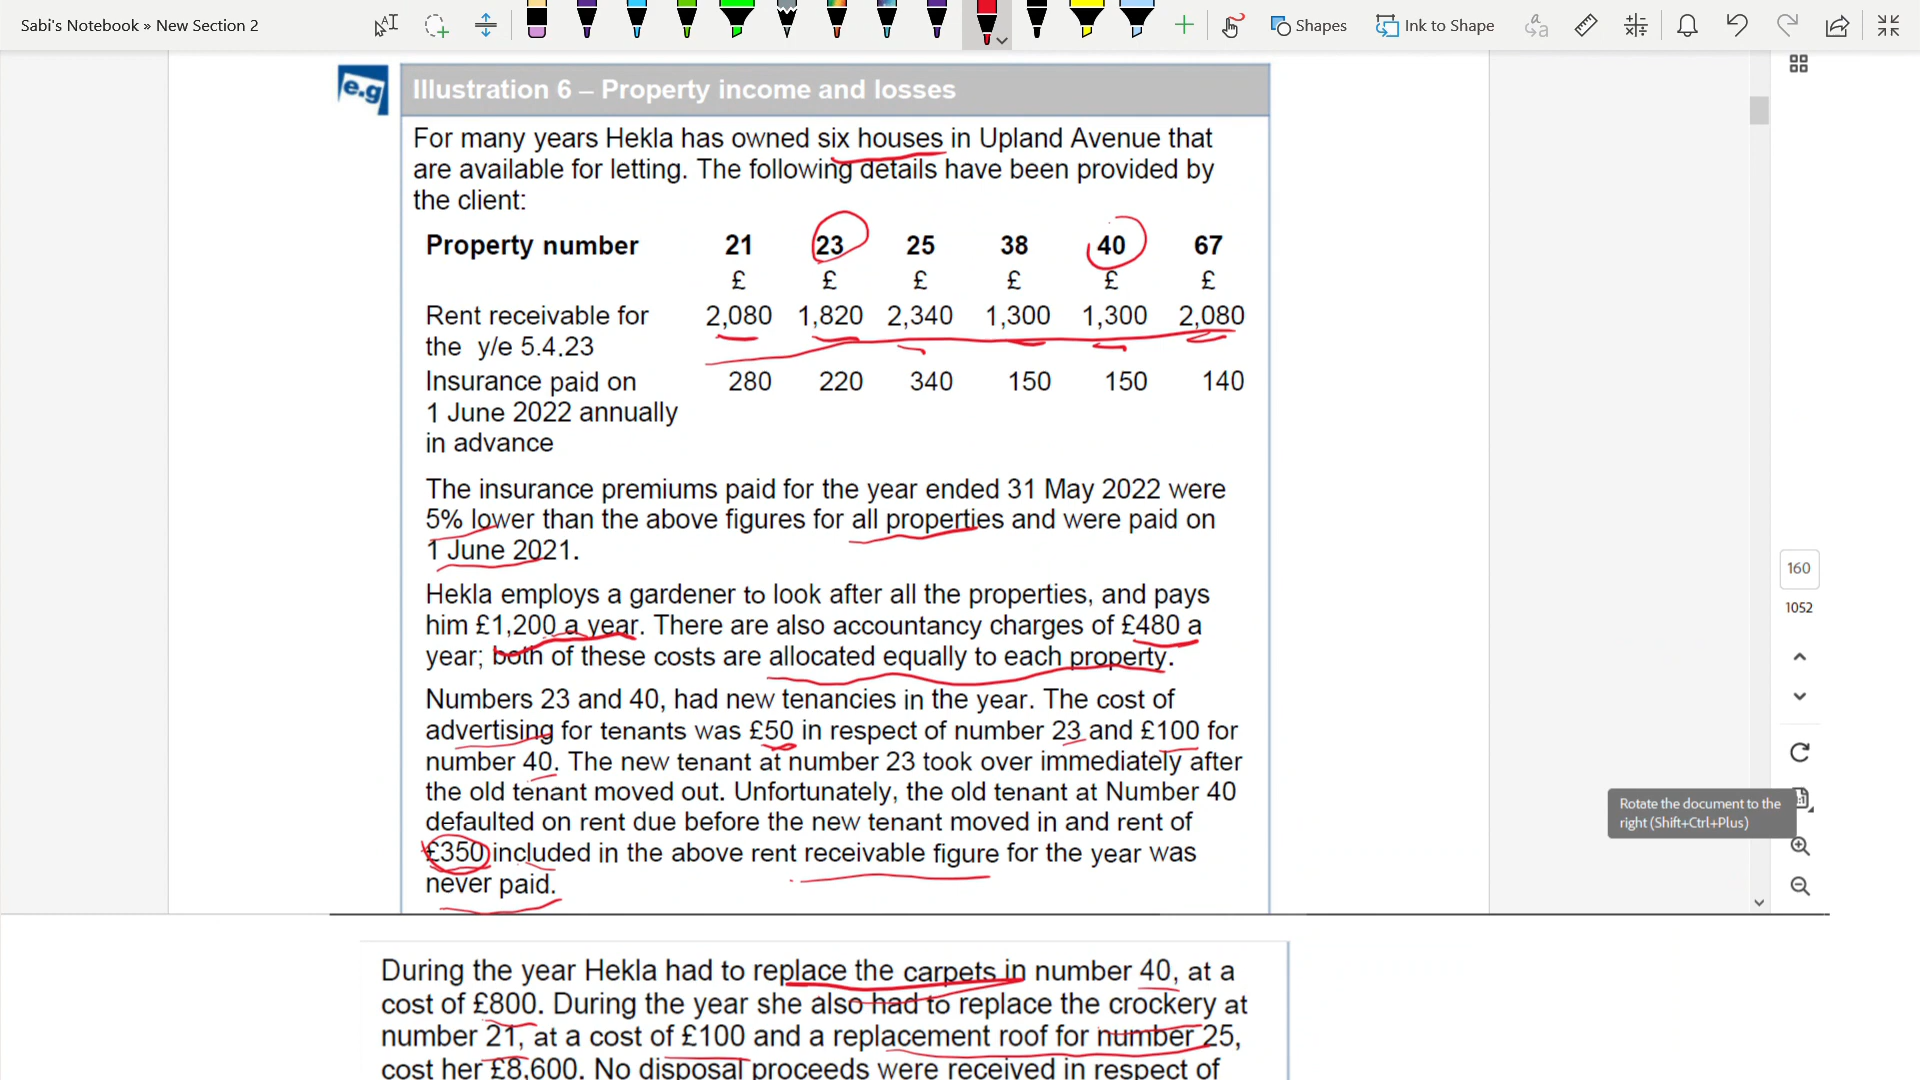 Sabi's Notebook » New Section 2
Shapes
Ink to Shape
e.g
Illustration 6 – Property income and losses
For many years Hekla has owned six houses in Upland Avenue that
are available for letting. The following details have been provided by
the client:
Property number 21 23 25 38 40 67
£ £ £ £ £ £
Rent receivable for 2,080 1,820 2,340 1,300 1,300 2,080
the y/e 5.4.23
Insurance paid on 280 220 340 150 150 140
1 June 2022 annually
in advance
The insurance premiums paid for the year ended 31 May 2022 were
5% lower than the above figures for all properties and were paid on
1 June 2021.
Hekla employs a gardener to look after all the properties, and pays
him £1,200 a year. There are also accountancy charges of £480 a
year; both of these costs are allocated equally to each property.
Numbers 23 and 40, had new tenancies in the year. The cost of
advertising for tenants was £50 in respect of number 23 and £100 for
number 40. The new tenant at number 23 took over immediately after
the old tenant moved out. Unfortunately, the old tenant at Number 40
defaulted on rent due before the new tenant moved in and rent of
£350 included in the above rent receivable figure for the year was
never paid.
160
1052
Rotate the document to the
right (Shift+Ctrl+Plus)
During the year Hekla had to replace the carpets in number 40, at a
cost of £800. During the year she also had to replace the crockery at
number 21, at a cost of £100 and a replacement roof for number 25,
cost her £8,600. No disposal proceeds were received in respect of